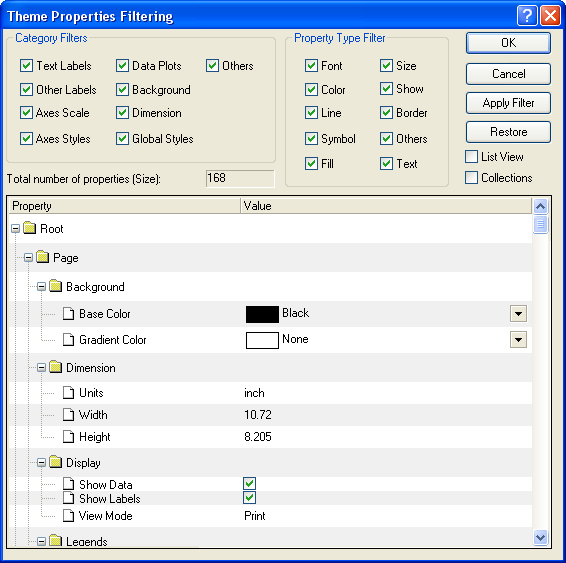 Theme Properties Filtering
Category Filters
Text Labels Data Plots Others
Other Labels Background
Axes Scale Dimension
Axes Styles Global Styles
Total number of properties (Size): 168
Property Type Filter
Font Size
Color Show
Line Border
Symbol Others
Fill Text
OK
Cancel
Apply Filter
Restore
List View
Collections
Property Value
Root
Page
Background
Base Color Black
Gradient Color None
Dimension
Units inch
Width 10.72
Height 8.205
Display
Show Data
Show Labels
View Mode Print
Legends